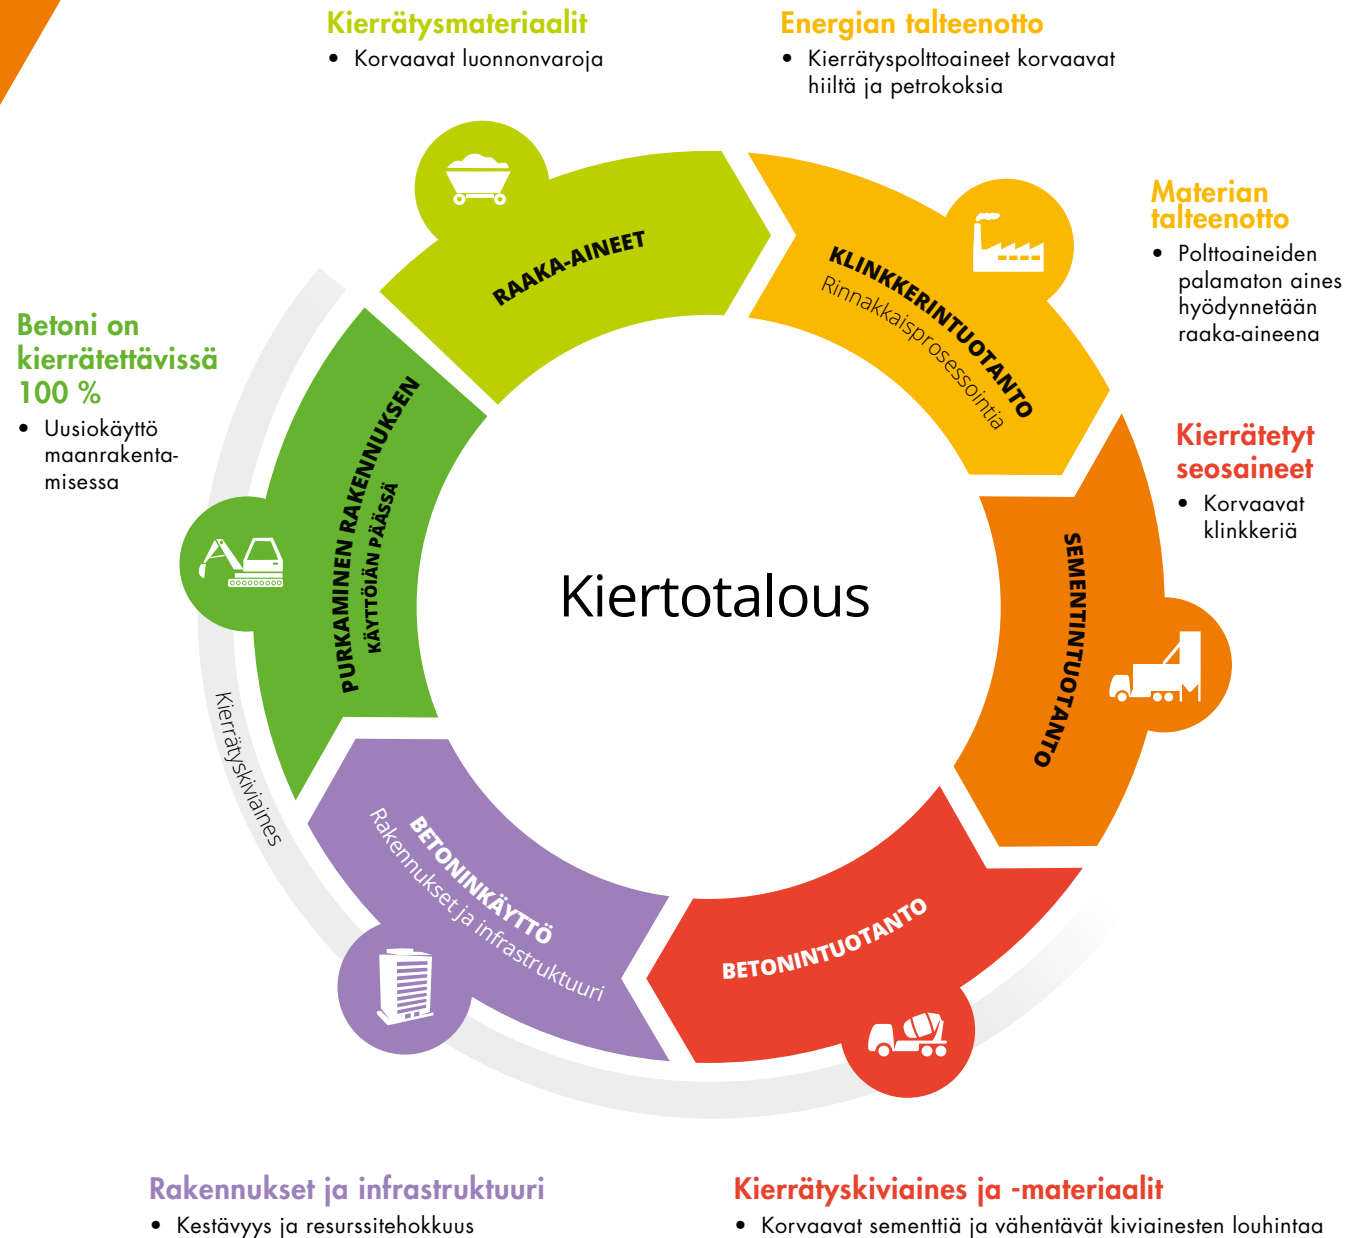 Kierrätysmateriaalit
• Korvaavat luonnonvaroja
Energian talteenotto
• Kierrätyspolttoaineet korvaavat
hiiltä ja petrokoksia
Materian
talteenotto
• Polttoaineiden
palamaton aines
hyödynnetään
raaka-aineena
Kierrätetyt
seosaineet
• Korvaavat
klinkkeriä
Betoni on
kierrätettävissä
100 %
• Uusiokäyttö
maanrakenta-
misessa
RAAKA-AINEET
KLINKKERINTUOTANTO
Rinnakkaisprosessointia
SEMENTINTUOTANTO
BETONINTUOTANTO
BETONINKÄYTTÖ
Rakennukset ja infrastruktuuri
PURKAMINEN RAKENNUKSEN
KÄYTTÖIÄN PÄÄSSÄ
Kierrätyskiviaines
Kiertotalous
Rakennukset ja infrastruktuuri
• Kestävyys ja resurssitehokkuus
Kierrätyskiviaines ja -materiaalit
• Korvaavat sementtiä ja vähentävät kiviainesten louhintaa